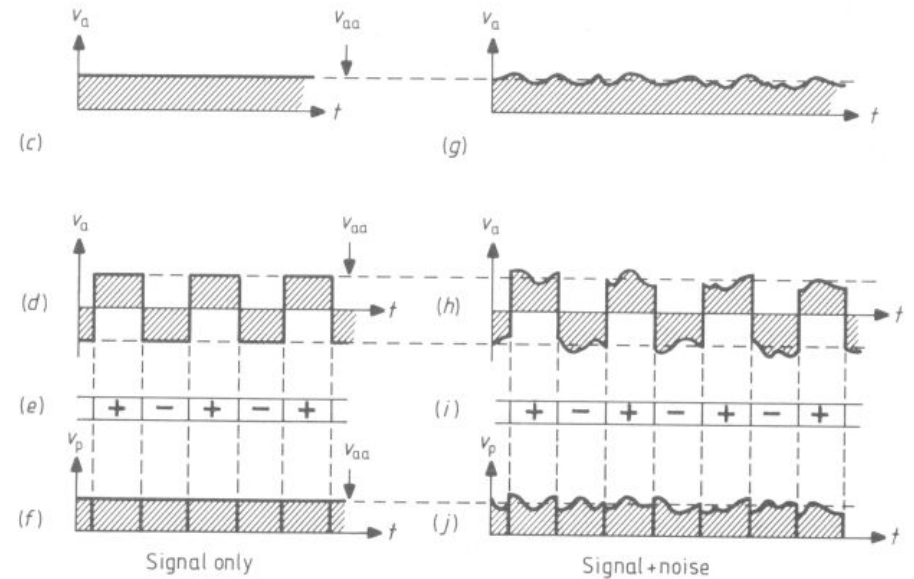 v_a
v_aa
v_a
t
t
(c)
(g)
v_a
v_aa
v_a
(d)
t
(h)
t
(e)
+ − + − +
(i)
+ − + − + − +
v_p
v_aa
v_p
(f)
t
(j)
t
Signal only
Signal + noise